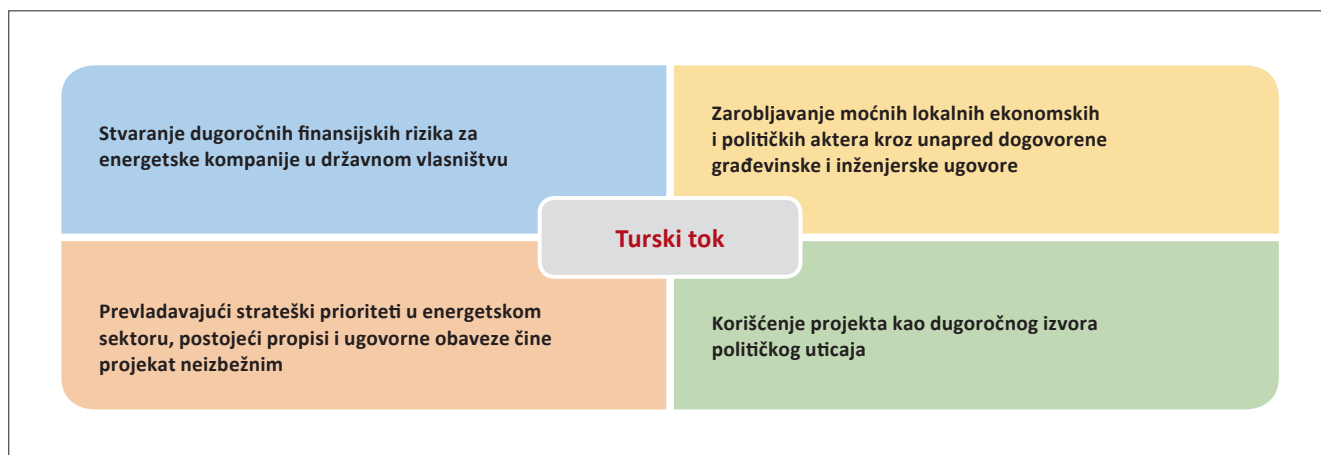 Stvaranje dugoročnih finansijskih rizika za
energetske kompanije u državnom vlasništvu
Zarobljavanje moćnih lokalnih ekonomskih
i političkih aktera kroz unapred dogovorene
građevinske i inženjerske ugovore
Turski tok
Prevladavajući strateški prioriteti u energetskom
sektoru, postojeći propisi i ugovorne obaveze čine
projekat neizbežnim
Korišćenje projekta kao dugoročnog izvora
političkog uticaja